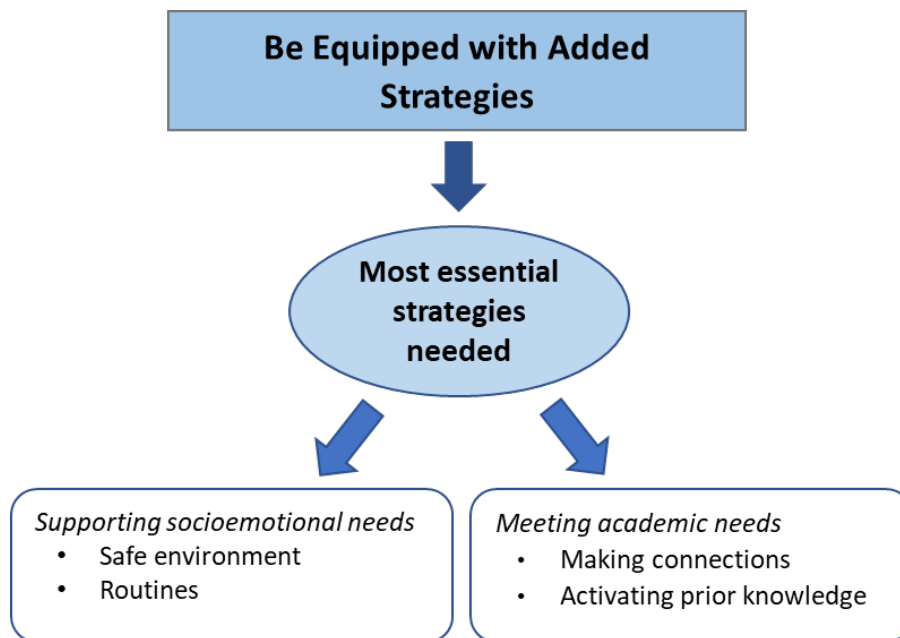 Be Equipped with Added
Strategies
Most essential
strategies
needed
Supporting socioemotional needs
• Safe environment
• Routines
Meeting academic needs
• Making connections
• Activating prior knowledge